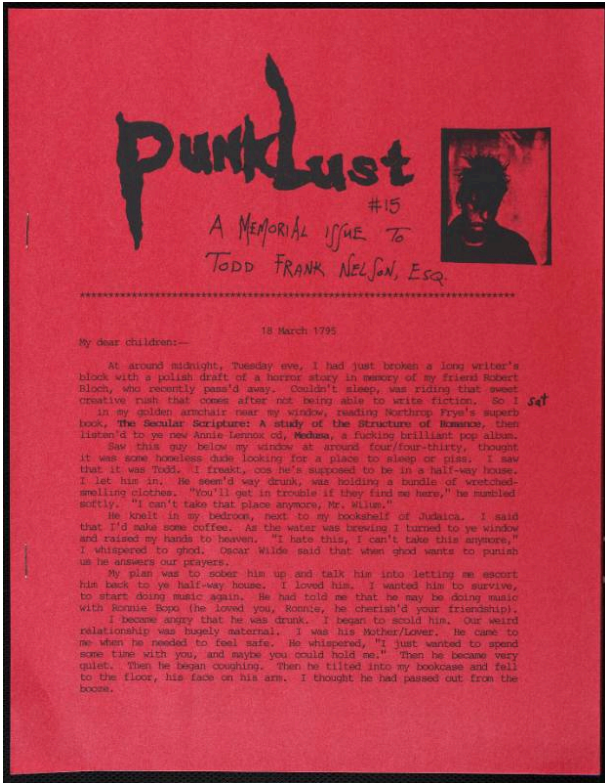 PUNKLust
#15
A MEMORIAL ISSUE TO
TODD FRANK NELSON, ESQ.
******************************************************************************
18 March 1795
My dear children:—
At around midnight, Tuesday eve, I had just broken a long writer's
block with a polish draft of a horror story in memory of my friend Robert
Bloch, who recently pass'd away. Couldn't sleep, was riding that sweet
creative rush that comes after not being able to write fiction. So I sat
in my golden armchair near my window, reading Northrop Frye's superb
book, The Secular Scripture: A study of the Structure of Romance, then
listen'd to ye new Annie Lennox cd, Medusa, a fucking brilliant pop album.
Saw this guy below my window at around four/four-thirty, thought
it was some homeless dude looking for a place to sleep or piss. I saw
that it was Todd. I freakt, cos he's supposed to be in a half-way house.
I let him in. He seem'd way drunk, was holding a bundle of wretched-
smelling clothes. "You'll get in trouble if they find me here," he mumbled
softly. "I can't take that place anymore, Mr. Wilum."
He knelt in my bedroom, next to my bookshelf of Judaica. I said
that I'd make some coffee. As the water was brewing I turned to ye window
and raised my hands to heaven. "I hate this, I can't take this anymore,"
I whispered to ghod. Oscar Wilde said that when ghod wants to punish
us he answers our prayers.
My plan was to sober him up and talk him into letting me escort
him back to ye half-way house. I loved him. I wanted him to survive,
to start doing music again. He had told me that he may be doing music
with Ronnie Bopo (he loved you, Ronnie, he cherish'd your friendship).
I became angry that he was drunk. I began to scold him. Our weird
relationship was hugely maternal. I was his Mother/Lover. He came to
me when he needed to feel safe. He whispered, "I just wanted to spend
some time with you, and maybe you could hold me." Then he became very
quiet. Then he began coughing. Then he tilted into my bookcase and fell
to the floor, his face on his arm. I thought he had passed out from the
booze.